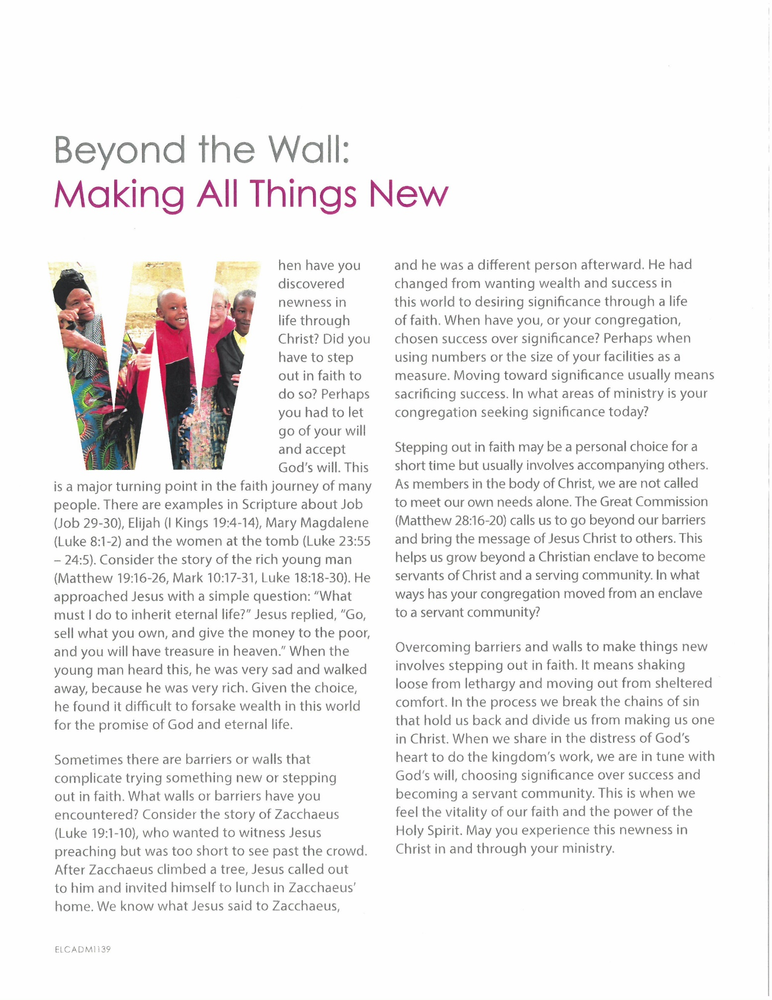 Beyond the Wall:
Making All Things New
When have you
discovered
newness in
life through
Christ? Did you
have to step
out in faith to
do so? Perhaps
you had to let
go of your will
and accept
God's will. This
is a major turning point in the faith journey of many
people. There are examples in Scripture about Job
(Job 29-30), Elijah (I Kings 19:4-14), Mary Magdalene
(Luke 8:1-2) and the women at the tomb (Luke 23:55
– 24:5). Consider the story of the rich young man
(Matthew 19:16-26, Mark 10:17-31, Luke 18:18-30). He
approached Jesus with a simple question: "What
must I do to inherit eternal life?" Jesus replied, "Go,
sell what you own, and give the money to the poor,
and you will have treasure in heaven." When the
young man heard this, he was very sad and walked
away, because he was very rich. Given the choice,
he found it difficult to forsake wealth in this world
for the promise of God and eternal life.
Sometimes there are barriers or walls that
complicate trying something new or stepping
out in faith. What walls or barriers have you
encountered? Consider the story of Zacchaeus
(Luke 19:1-10), who wanted to witness Jesus
preaching but was too short to see past the crowd.
After Zacchaeus climbed a tree, Jesus called out
to him and invited himself to lunch in Zacchaeus'
home. We know what Jesus said to Zacchaeus,
and he was a different person afterward. He had
changed from wanting wealth and success in
this world to desiring significance through a life
of faith. When have you, or your congregation,
chosen success over significance? Perhaps when
using numbers or the size of your facilities as a
measure. Moving toward significance usually means
sacrificing success. In what areas of ministry is your
congregation seeking significance today?
Stepping out in faith may be a personal choice for a
short time but usually involves accompanying others.
As members in the body of Christ, we are not called
to meet our own needs alone. The Great Commission
(Matthew 28:16-20) calls us to go beyond our barriers
and bring the message of Jesus Christ to others. This
helps us grow beyond a Christian enclave to become
servants of Christ and a serving community. In what
ways has your congregation moved from an enclave
to a servant community?
Overcoming barriers and walls to make things new
involves stepping out in faith. It means shaking
loose from lethargy and moving out from sheltered
comfort. In the process we break the chains of sin
that hold us back and divide us from making us one
in Christ. When we share in the distress of God's
heart to do the kingdom's work, we are in tune with
God's will, choosing significance over success and
becoming a servant community. This is when we
feel the vitality of our faith and the power of the
Holy Spirit. May you experience this newness in
Christ in and through your ministry.
ELCADM1139